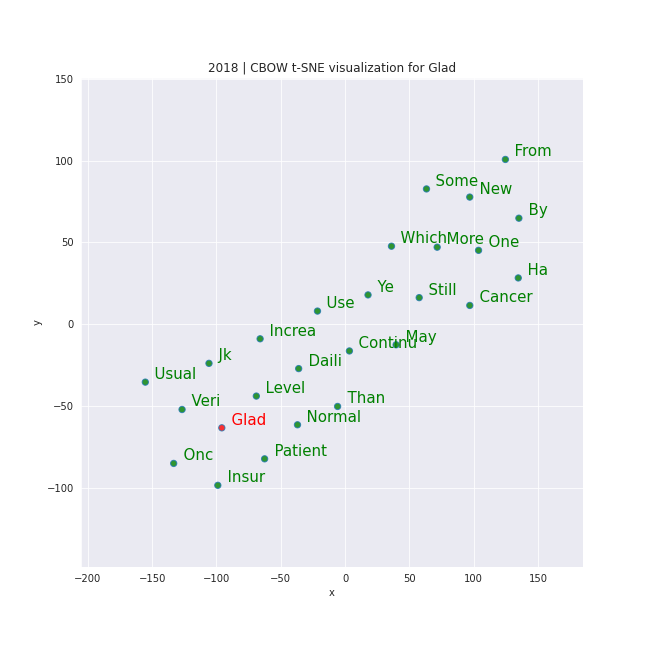 2018 | CBOW t-SNE visualization for Glad
150
From
Some
New
100
By
Which
More
One
50
Ha
Ye
Still
Cancer
Use
0
Increa
May
Continu
Jk
Daili
Usual
Level
Veri
Than
−50
Glad
Normal
Onc
Patient
Insur
−100
y
−200 −150 −100 −50 0 50 100 150
x